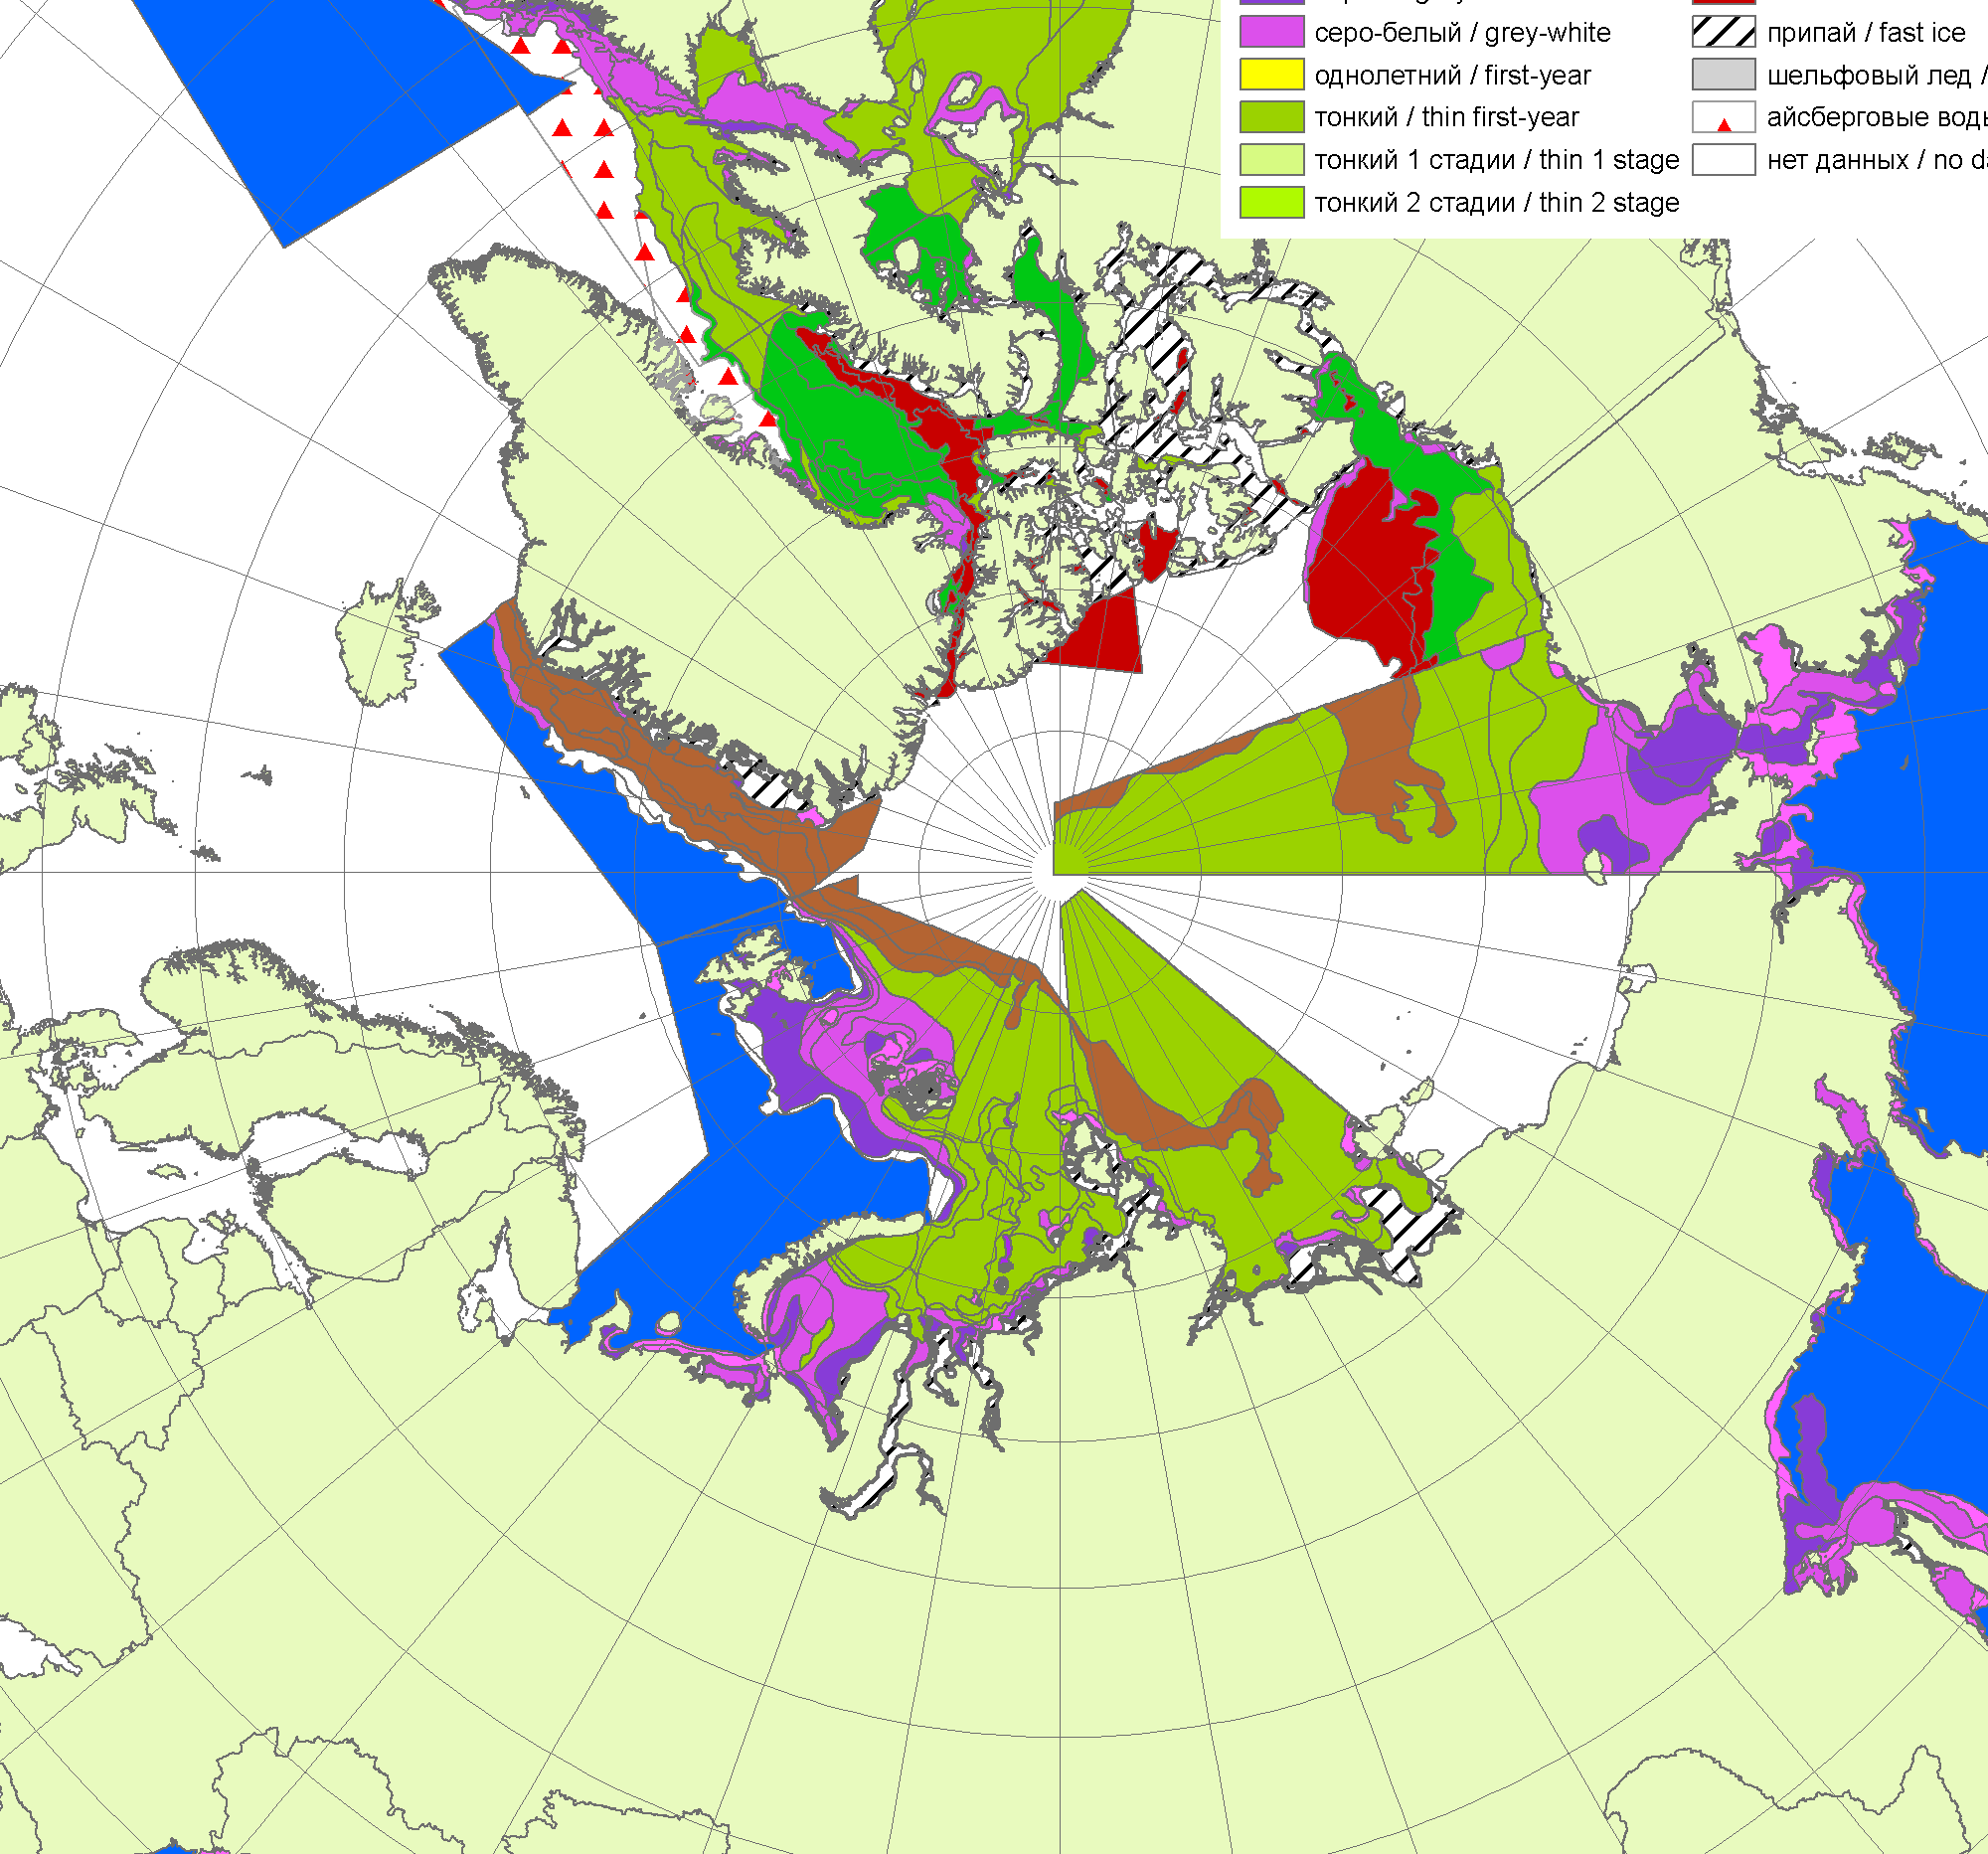 серо-белый / grey-white
однолетний / first-year
тонкий / thin first-year
тонкий 1 стадии / thin 1 stage
тонкий 2 стадии / thin 2 stage
припай / fast ice
шельфовый лед /
айсберговые
нет данных / no